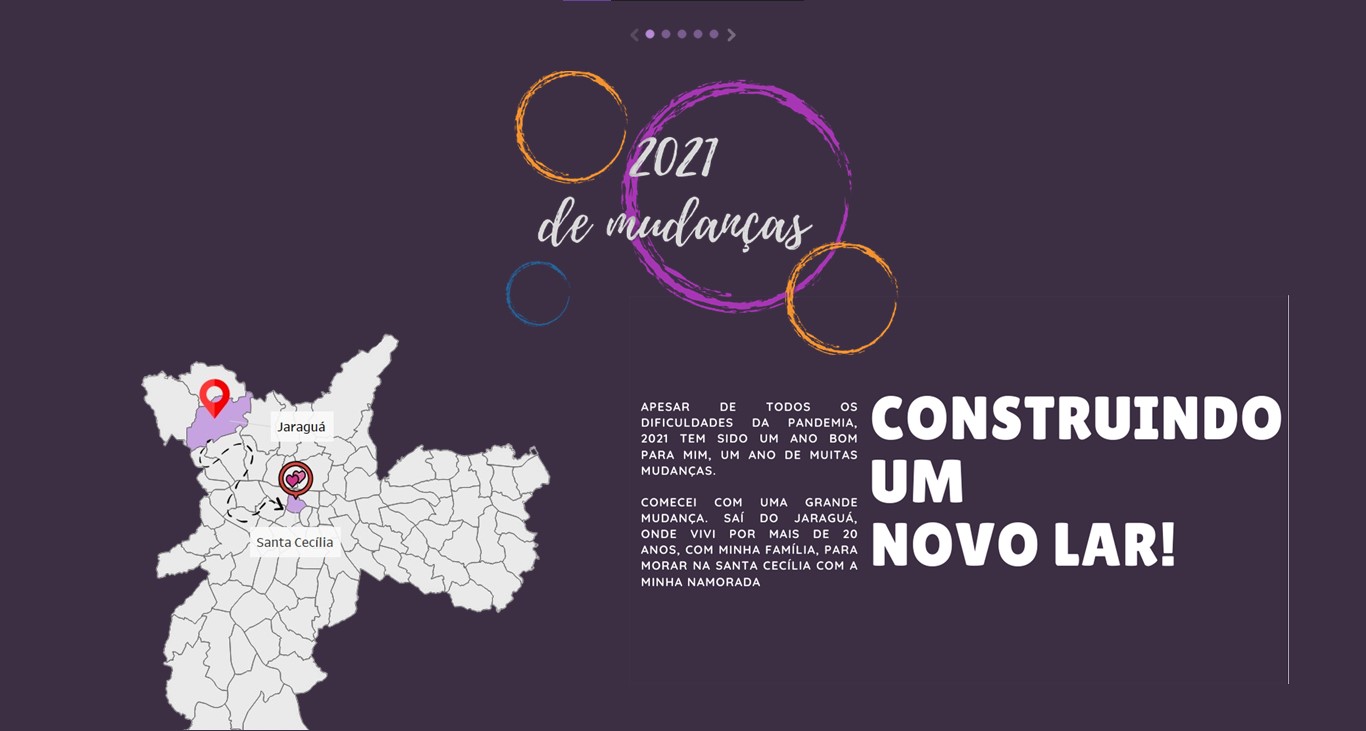 2021
de mudanças
Jaraguá
Santa Cecília
APESAR DE TODOS OS
DIFICULDADES DA PANDEMIA,
2021 TEM SIDO UM ANO BOM
PARA MIM, UM ANO DE MUITAS
MUDANÇAS.
COMECEI COM UMA GRANDE
MUDANÇA. SAÍ DO JARAGUÁ,
ONDE VIVI POR MAIS DE 20
ANOS, COM MINHA FAMÍLIA, PARA
MORAR NA SANTA CECÍLIA COM A
MINHA NAMORADA
CONSTRUINDO
UM
NOVO LAR!